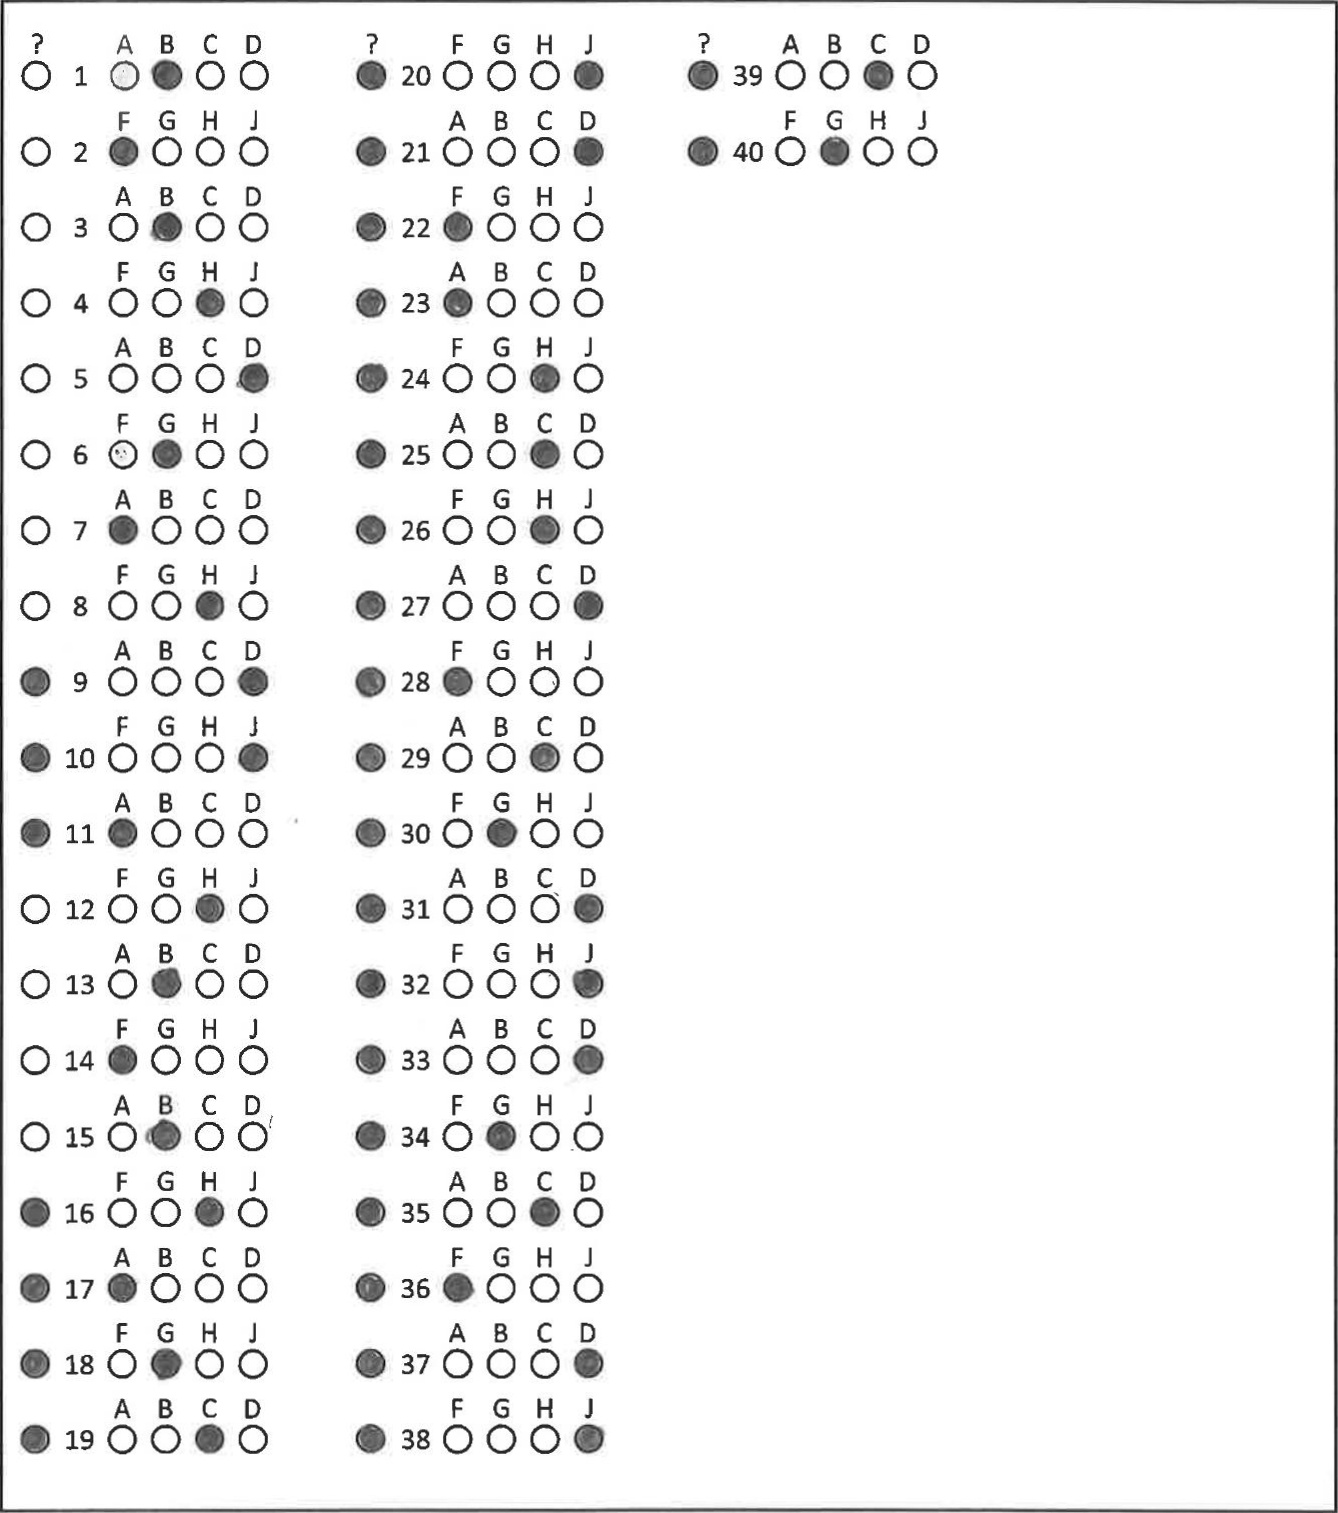 ? A B C D
1
F G H J
2
A B C D
3
F G H J
4
A B C D
5
F G H J
6
A B C D
7
F G H J
8
A B C D
9
F G H J
10
A B C D
11
F G H J
12
A B C D
13
F G H J
14
A B C D
15
F G H J
16
A B C D
17
F G H J
18
A B C D
19
? F G H J
20
A B C D
21
F G H J
22
A B C D
23
F G H J
24
A B C D
25
F G H J
26
A B C D
27
F G H J
28
A B C D
29
F G H J
30
A B C D
31
F G H J
32
A B C D
33
F G H J
34
A B C D
35
F G H J
36
A B C D
37
F G H J
38
? A B C D
39
F G H J
40